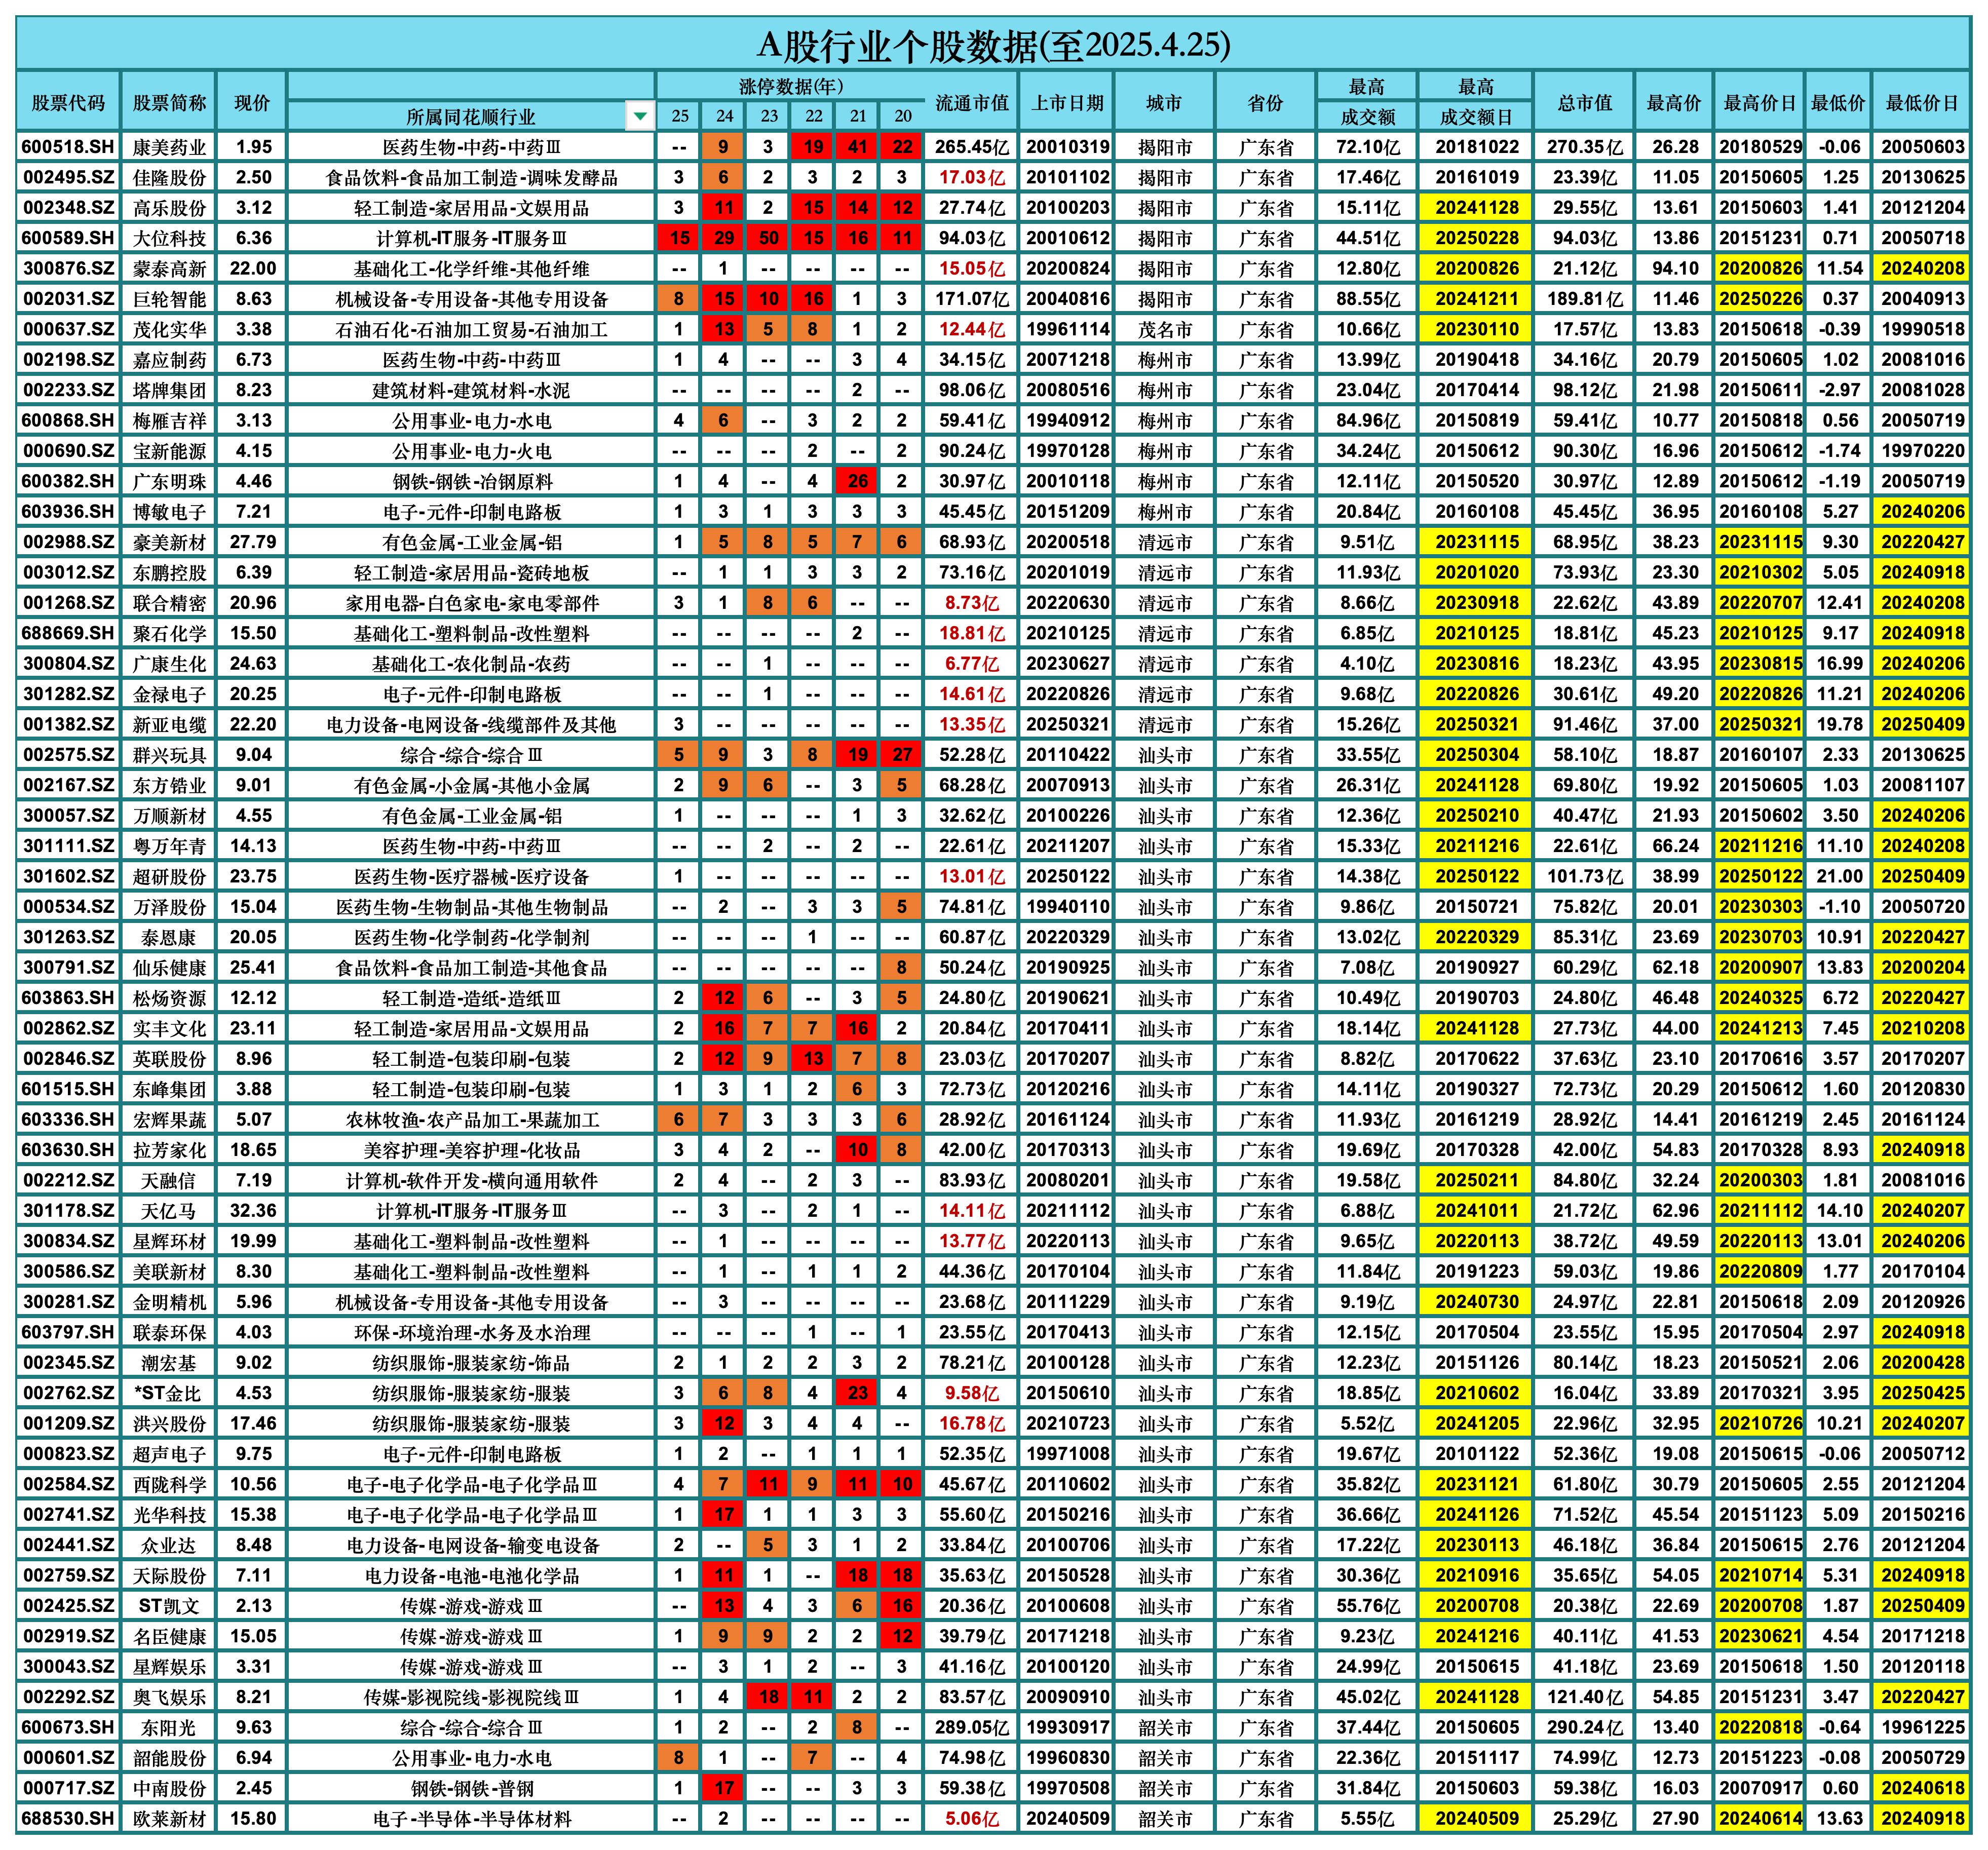 A股行业个股数据(至2025.4.25)
股票代码 股票简称 现价 所属同花顺行业 涨停数据(年) 25 24 23 22 21 20 流通市值 上市日期 城市 省份 最高成交额 最高成交额日 总市值 最高价 最高价日 最低价 最低价日
600518.SH 康美药业 1.95 医药生物-中药-中药Ⅲ -- 9 3 19 41 22 265.45亿 20010319 揭阳市 广东省 72.10亿 20181022 270.35亿 26.28 20180529 -0.06 20050603
002495.SZ 佳隆股份 2.50 食品饮料-食品加工制造-调味发酵品 3 6 2 3 2 3 17.03亿 20101102 揭阳市 广东省 17.46亿 20161019 23.39亿 11.05 20150605 1.25 20130625
002348.SZ 高乐股份 3.12 轻工制造-家居用品-文娱用品 3 11 2 15 14 12 27.74亿 20100203 揭阳市 广东省 15.11亿 20241128 29.55亿 13.61 20150603 1.41 20121204
600589.SH 大位科技 6.36 计算机-IT服务-IT服务Ⅲ 15 29 50 15 16 11 94.03亿 20010612 揭阳市 广东省 44.51亿 20250228 94.03亿 13.86 20151231 0.71 20050718
300876.SZ 蒙泰高新 22.00 基础化工-化学纤维-其他纤维 -- 1 -- -- -- -- 15.05亿 20200824 揭阳市 广东省 12.80亿 20200826 21.12亿 94.10 20200826 11.54 20240208
002031.SZ 巨轮智能 8.63 机械设备-专用设备-其他专用设备 8 15 10 16 1 3 171.07亿 20040816 揭阳市 广东省 88.55亿 20241211 189.81亿 11.46 20250226 0.37 20040913
000637.SZ 茂化实华 3.38 石油石化-石油加工贸易-石油加工 1 13 5 8 1 2 12.44亿 19961114 茂名市 广东省 10.66亿 20230110 17.57亿 13.83 20150618 -0.39 19990518
002198.SZ 嘉应制药 6.73 医药生物-中药-中药Ⅲ 1 4 -- -- 3 4 34.15亿 20071218 梅州市 广东省 13.99亿 20190418 34.16亿 20.79 20150605 1.02 20081016
002233.SZ 塔牌集团 8.23 建筑材料-建筑材料-水泥 -- -- -- -- 2 -- 98.06亿 20080516 梅州市 广东省 23.04亿 20170414 98.12亿 21.98 20150611 -2.97 20081028
600868.SH 梅雁吉祥 3.13 公用事业-电力-水电 4 6 -- 3 2 2 59.41亿 19940912 梅州市 广东省 84.96亿 20150819 59.41亿 10.77 20150818 0.56 20050719
000690.SZ 宝新能源 4.15 公用事业-电力-火电 -- -- -- 2 -- 2 90.24亿 19970128 梅州市 广东省 34.24亿 20150612 90.30亿 16.96 20150612 -1.74 19970220
600382.SH 广东明珠 4.46 钢铁-钢铁-冶钢原料 1 4 -- 4 26 2 30.97亿 20010118 梅州市 广东省 12.11亿 20150520 30.97亿 12.89 20150612 -1.19 20050719
603936.SH 博敏电子 7.21 电子-元件-印制电路板 1 3 1 3 3 3 45.45亿 20151209 梅州市 广东省 20.84亿 20160108 45.45亿 36.95 20160108 5.27 20240206
002988.SZ 豪美新材 27.79 有色金属-工业金属-铝 1 5 8 5 7 6 68.93亿 20200518 清远市 广东省 9.51亿 20231115 68.95亿 38.23 20231115 9.30 20220427
003012.SZ 东鹏控股 6.39 轻工制造-家居用品-瓷砖地板 -- 1 1 3 3 2 73.16亿 20201019 清远市 广东省 11.93亿 20201020 73.93亿 23.30 20210302 5.05 20240918
001268.SZ 联合精密 20.96 家用电器-白色家电-家电零部件 3 1 8 6 -- -- 8.73亿 20220630 清远市 广东省 8.66亿 20230918 22.62亿 43.89 20220707 12.41 20240208
688669.SH 聚石化学 15.50 基础化工-塑料制品-改性塑料 -- -- -- -- 2 -- 18.81亿 20210125 清远市 广东省 6.85亿 20210125 18.81亿 45.23 20210125 9.17 20240918
300804.SZ 广康生化 24.63 基础化工-农化制品-农药 -- -- 1 -- -- -- 6.77亿 20230627 清远市 广东省 4.10亿 20230816 18.23亿 43.95 20230815 16.99 20240206
301282.SZ 金禄电子 20.25 电子-元件-印制电路板 -- -- 1 -- -- -- 14.61亿 20220826 清远市 广东省 9.68亿 20220826 30.61亿 49.20 20220826 11.21 20240206
001382.SZ 新亚电缆 22.20 电力设备-电网设备-线缆部件及其他 3 -- -- -- -- -- 13.35亿 20250321 清远市 广东省 15.26亿 20250321 91.46亿 37.00 20250321 19.78 20250409
002575.SZ 群兴玩具 9.04 综合-综合-综合Ⅲ 5 9 3 8 19 27 52.28亿 20110422 汕头市 广东省 33.55亿 20250304 58.10亿 18.87 20160107 2.33 20130625
002167.SZ 东方锆业 9.01 有色金属-小金属-其他小金属 2 9 6 -- 3 5 68.28亿 20070913 汕头市 广东省 26.31亿 20241128 69.80亿 19.92 20150605 1.03 20081107
300057.SZ 万顺新材 4.55 有色金属-工业金属-铝 1 -- -- -- 1 3 32.62亿 20100226 汕头市 广东省 12.36亿 20250210 40.47亿 21.93 20150602 3.50 20240206
301111.SZ 粤万年青 14.13 医药生物-中药-中药Ⅲ -- -- 2 -- 2 -- 22.61亿 20211207 汕头市 广东省 15.33亿 20211216 22.61亿 66.24 20211216 11.10 20240208
301602.SZ 超研股份 23.75 医药生物-医疗器械-医疗设备 1 -- -- -- -- -- 13.01亿 20250122 汕头市 广东省 14.38亿 20250122 101.73亿 38.99 20250122 21.00 20250409
000534.SZ 万泽股份 15.04 医药生物-生物制品-其他生物制品 -- 2 -- 3 3 5 74.81亿 19940110 汕头市 广东省 9.86亿 20150721 75.82亿 20.01 20230303 -1.10 20050720
301263.SZ 泰恩康 20.05 医药生物-化学制药-化学制剂 -- -- -- 1 -- -- 60.87亿 20220329 汕头市 广东省 13.02亿 20220329 85.31亿 23.69 20230703 10.91 20220427
300791.SZ 仙乐健康 25.41 食品饮料-食品加工制造-其他食品 -- -- -- -- -- 8 50.24亿 20190925 汕头市 广东省 7.08亿 20190927 60.29亿 62.18 20200907 13.83 20200204
603863.SH 松炀资源 12.12 轻工制造-造纸-造纸Ⅲ 2 12 6 -- 3 5 24.80亿 20190621 汕头市 广东省 10.49亿 20190703 24.80亿 46.48 20240325 6.72 20220427
002862.SZ 实丰文化 23.11 轻工制造-家居用品-文娱用品 2 16 7 7 16 2 20.84亿 20170411 汕头市 广东省 18.14亿 20241128 27.73亿 44.00 20241213 7.45 20210208
002846.SZ 英联股份 8.96 轻工制造-包装印刷-包装 2 12 9 13 7 8 23.03亿 20170207 汕头市 广东省 8.82亿 20170622 37.63亿 23.10 20170616 3.57 20170207
601515.SH 东峰集团 3.88 轻工制造-包装印刷-包装 1 3 1 2 6 3 72.73亿 20120216 汕头市 广东省 14.11亿 20190327 72.73亿 20.29 20150612 1.60 20120830
603336.SH 宏辉果蔬 5.07 农林牧渔-农产品加工-果蔬加工 6 7 3 3 3 6 28.92亿 20161124 汕头市 广东省 11.93亿 20161219 28.92亿 14.41 20161219 2.45 20161124
603630.SH 拉芳家化 18.65 美容护理-美容护理-化妆品 3 4 2 -- 10 8 42.00亿 20170313 汕头市 广东省 19.69亿 20170328 42.00亿 54.83 20170328 8.93 20240918
002212.SZ 天融信 7.19 计算机-软件开发-横向通用软件 2 4 -- 2 3 -- 83.93亿 20080201 汕头市 广东省 19.58亿 20250211 84.80亿 32.24 20200303 1.81 20081016
301178.SZ 天亿马 32.36 计算机-IT服务-IT服务Ⅲ -- 3 -- 2 1 -- 14.11亿 20211112 汕头市 广东省 6.88亿 20241011 21.72亿 62.96 20211112 14.10 20240207
300834.SZ 星辉环材 19.99 基础化工-塑料制品-改性塑料 -- 1 -- -- -- -- 13.77亿 20220113 汕头市 广东省 9.65亿 20220113 38.72亿 49.59 20220113 13.01 20240206
300586.SZ 美联新材 8.30 基础化工-塑料制品-改性塑料 -- 1 -- 1 1 2 44.36亿 20170104 汕头市 广东省 11.84亿 20191223 59.03亿 19.86 20220809 1.77 20170104
300281.SZ 金明精机 5.96 机械设备-专用设备-其他专用设备 -- 3 -- -- -- -- 23.68亿 20111229 汕头市 广东省 9.19亿 20240730 24.97亿 22.81 20150618 2.09 20120926
603797.SH 联泰环保 4.03 环保-环境治理-水务及水治理 -- -- -- 1 -- 1 23.55亿 20170413 汕头市 广东省 12.15亿 20170504 23.55亿 15.95 20170504 2.97 20240918
002345.SZ 潮宏基 9.02 纺织服饰-服装家纺-饰品 2 1 2 2 3 2 78.21亿 20100128 汕头市 广东省 12.23亿 20151126 80.14亿 18.23 20150521 2.06 20200428
002762.SZ *ST金比 4.53 纺织服饰-服装家纺-服装 3 6 8 4 23 4 9.58亿 20150610 汕头市 广东省 18.85亿 20210602 16.04亿 33.89 20170321 3.95 20250425
001209.SZ 洪兴股份 17.46 纺织服饰-服装家纺-服装 3 12 3 4 4 -- 16.78亿 20210723 汕头市 广东省 5.52亿 20241205 22.96亿 32.95 20210726 10.21 20240207
000823.SZ 超声电子 9.75 电子-元件-印制电路板 1 2 -- 1 1 1 52.35亿 19971008 汕头市 广东省 19.67亿 20101122 52.36亿 19.08 20150615 -0.06 20050712
002584.SZ 西陇科学 10.56 电子-电子化学品-电子化学品Ⅲ 4 7 11 9 11 10 45.67亿 20110602 汕头市 广东省 35.82亿 20231121 61.80亿 30.79 20150605 2.55 20121204
002741.SZ 光华科技 15.38 电子-电子化学品-电子化学品Ⅲ 1 17 1 1 3 3 55.60亿 20150216 汕头市 广东省 36.66亿 20241126 71.52亿 45.54 20151123 5.09 20150216
002441.SZ 众业达 8.48 电力设备-电网设备-输变电设备 2 -- 5 3 1 2 33.84亿 20100706 汕头市 广东省 17.22亿 20230113 46.18亿 36.84 20150615 2.76 20121204
002759.SZ 天际股份 7.11 电力设备-电池-电池化学品 1 11 1 -- 18 18 35.63亿 20150528 汕头市 广东省 30.36亿 20210916 35.65亿 54.05 20210714 5.31 20240918
002425.SZ ST凯文 2.13 传媒-游戏-游戏Ⅲ -- 13 4 3 6 16 20.36亿 20100608 汕头市 广东省 55.76亿 20200708 20.38亿 22.69 20200708 1.87 20250409
002919.SZ 名臣健康 15.05 传媒-游戏-游戏Ⅲ 1 9 9 2 2 12 39.79亿 20171218 汕头市 广东省 9.23亿 20241216 40.11亿 41.53 20230621 4.54 20171218
300043.SZ 星辉娱乐 3.31 传媒-游戏-游戏Ⅲ -- 3 1 2 -- 3 41.16亿 20100120 汕头市 广东省 24.99亿 20150615 41.18亿 23.69 20150618 1.50 20120118
002292.SZ 奥飞娱乐 8.21 传媒-影视院线-影视院线Ⅲ 1 4 18 11 2 2 83.57亿 20090910 汕头市 广东省 45.02亿 20241128 121.40亿 54.85 20151231 3.47 20220427
600673.SH 东阳光 9.63 综合-综合-综合Ⅲ 1 2 -- 2 8 -- 289.05亿 19930917 韶关市 广东省 37.44亿 20150605 290.24亿 13.40 20220818 -0.64 19961225
000601.SZ 韶能股份 6.94 公用事业-电力-水电 8 1 -- 7 -- 4 74.98亿 19960830 韶关市 广东省 22.36亿 20151117 74.99亿 12.73 20151223 -0.08 20050729
000717.SZ 中南股份 2.45 钢铁-钢铁-普钢 1 17 -- -- 3 3 59.38亿 19970508 韶关市 广东省 31.84亿 20150603 59.38亿 16.03 20070917 0.60 20240618
688530.SH 欧莱新材 15.80 电子-半导体-半导体材料 -- 2 -- -- -- -- 5.06亿 20240509 韶关市 广东省 5.55亿 20240509 25.29亿 27.90 20240614 13.63 20240918